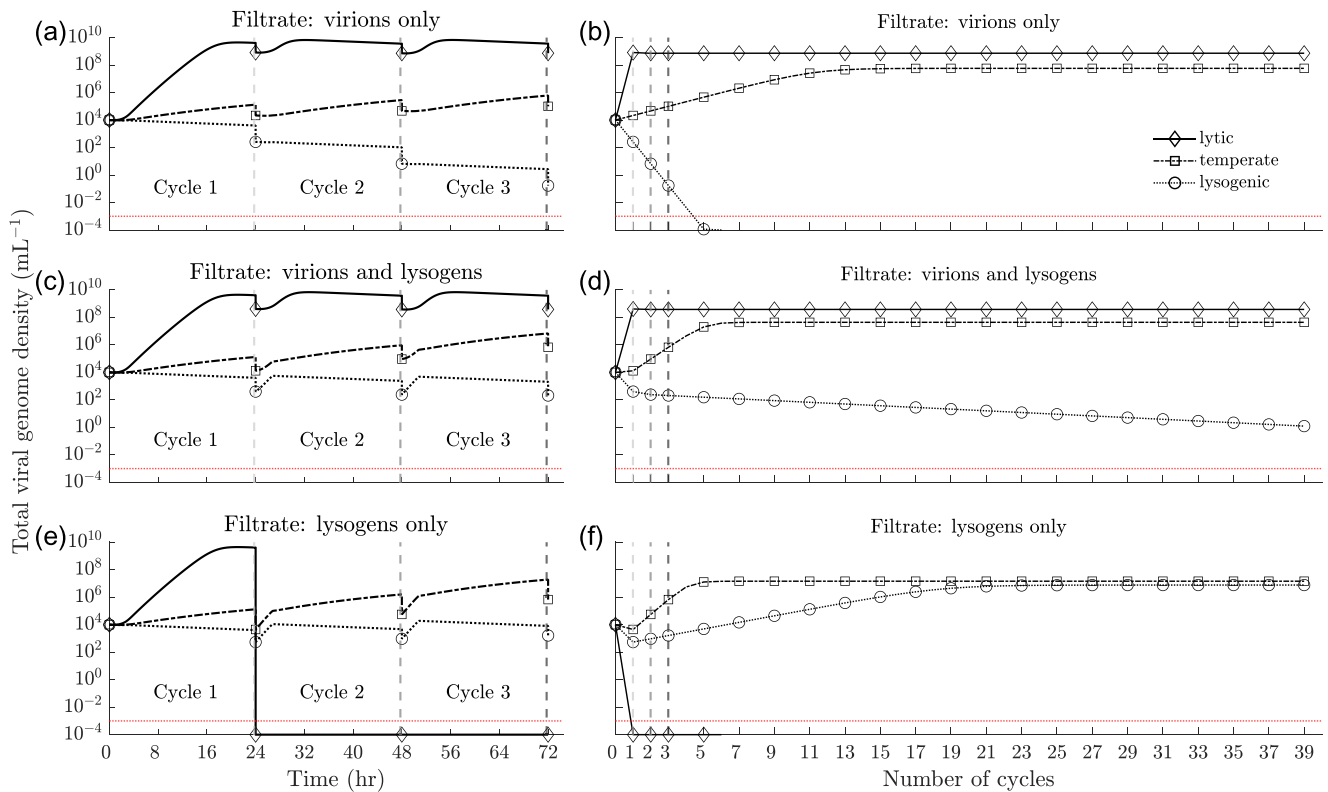 (a) Filtrate: virions only
10^10
10^8
10^6
10^4
10^2
10^0
10^-2
10^-4
Cycle 1 Cycle 2 Cycle 3
(b) Filtrate: virions only
lytic
temperate
lysogenic
Total viral genome density (mL^-1)
(c) Filtrate: virions and lysogens
10^10
10^8
10^6
10^4
10^2
10^0
10^-2
10^-4
Cycle 1 Cycle 2 Cycle 3
(d) Filtrate: virions and lysogens
(e) Filtrate: lysogens only
10^10
10^8
10^6
10^4
10^2
10^0
10^-2
10^-4
Cycle 1 Cycle 2 Cycle 3
0 8 16 24 32 40 48 56 64 72
Time (hr)
(f) Filtrate: lysogens only
0 1 2 3 5 7 9 11 13 15 17 19 21 23 25 27 29 31 33 35 37 39
Number of cycles